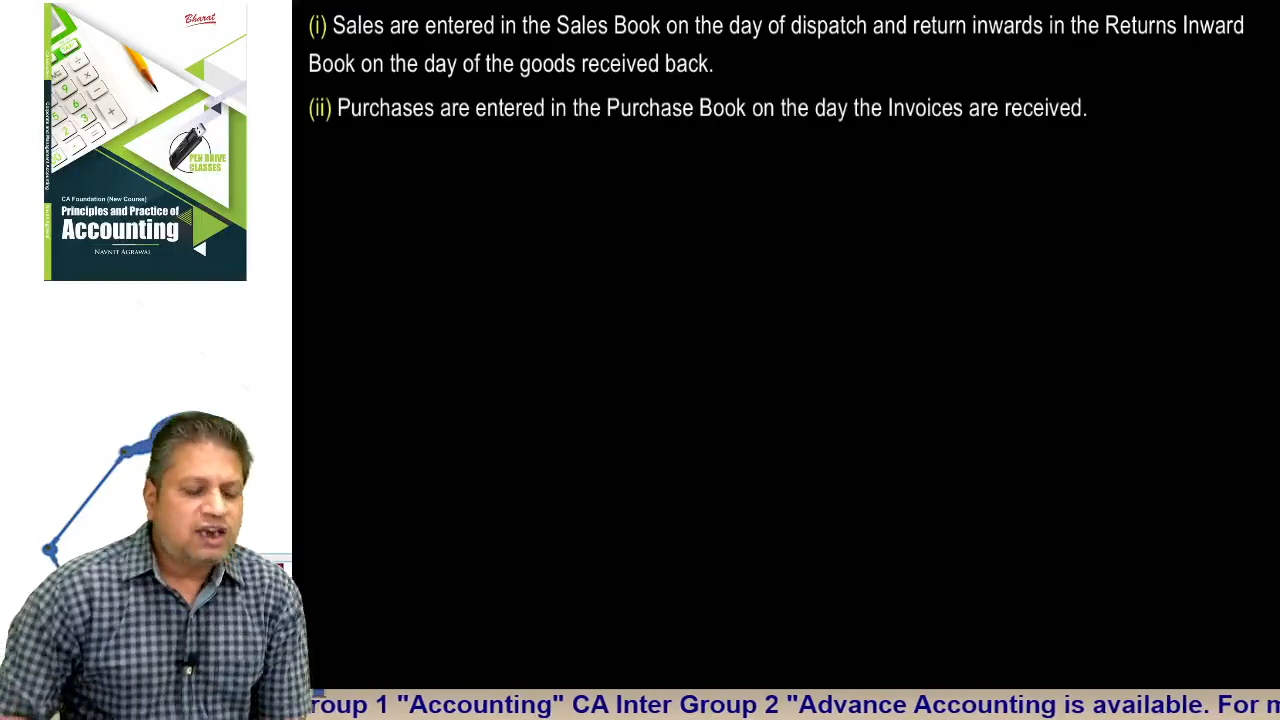 Bharat
PEN DRIVE
CLASSES
CA Foundation (New Course)
Principles and Practice of
Accounting
NAVNIT AGRAWAL
(i) Sales are entered in the Sales Book on the day of dispatch and return inwards in the Returns Inward
Book on the day of the goods received back.
(ii) Purchases are entered in the Purchase Book on the day the Invoices are received.
roup 1 "Accounting" CA Inter Group 2 "Advance Accounting is available. For m